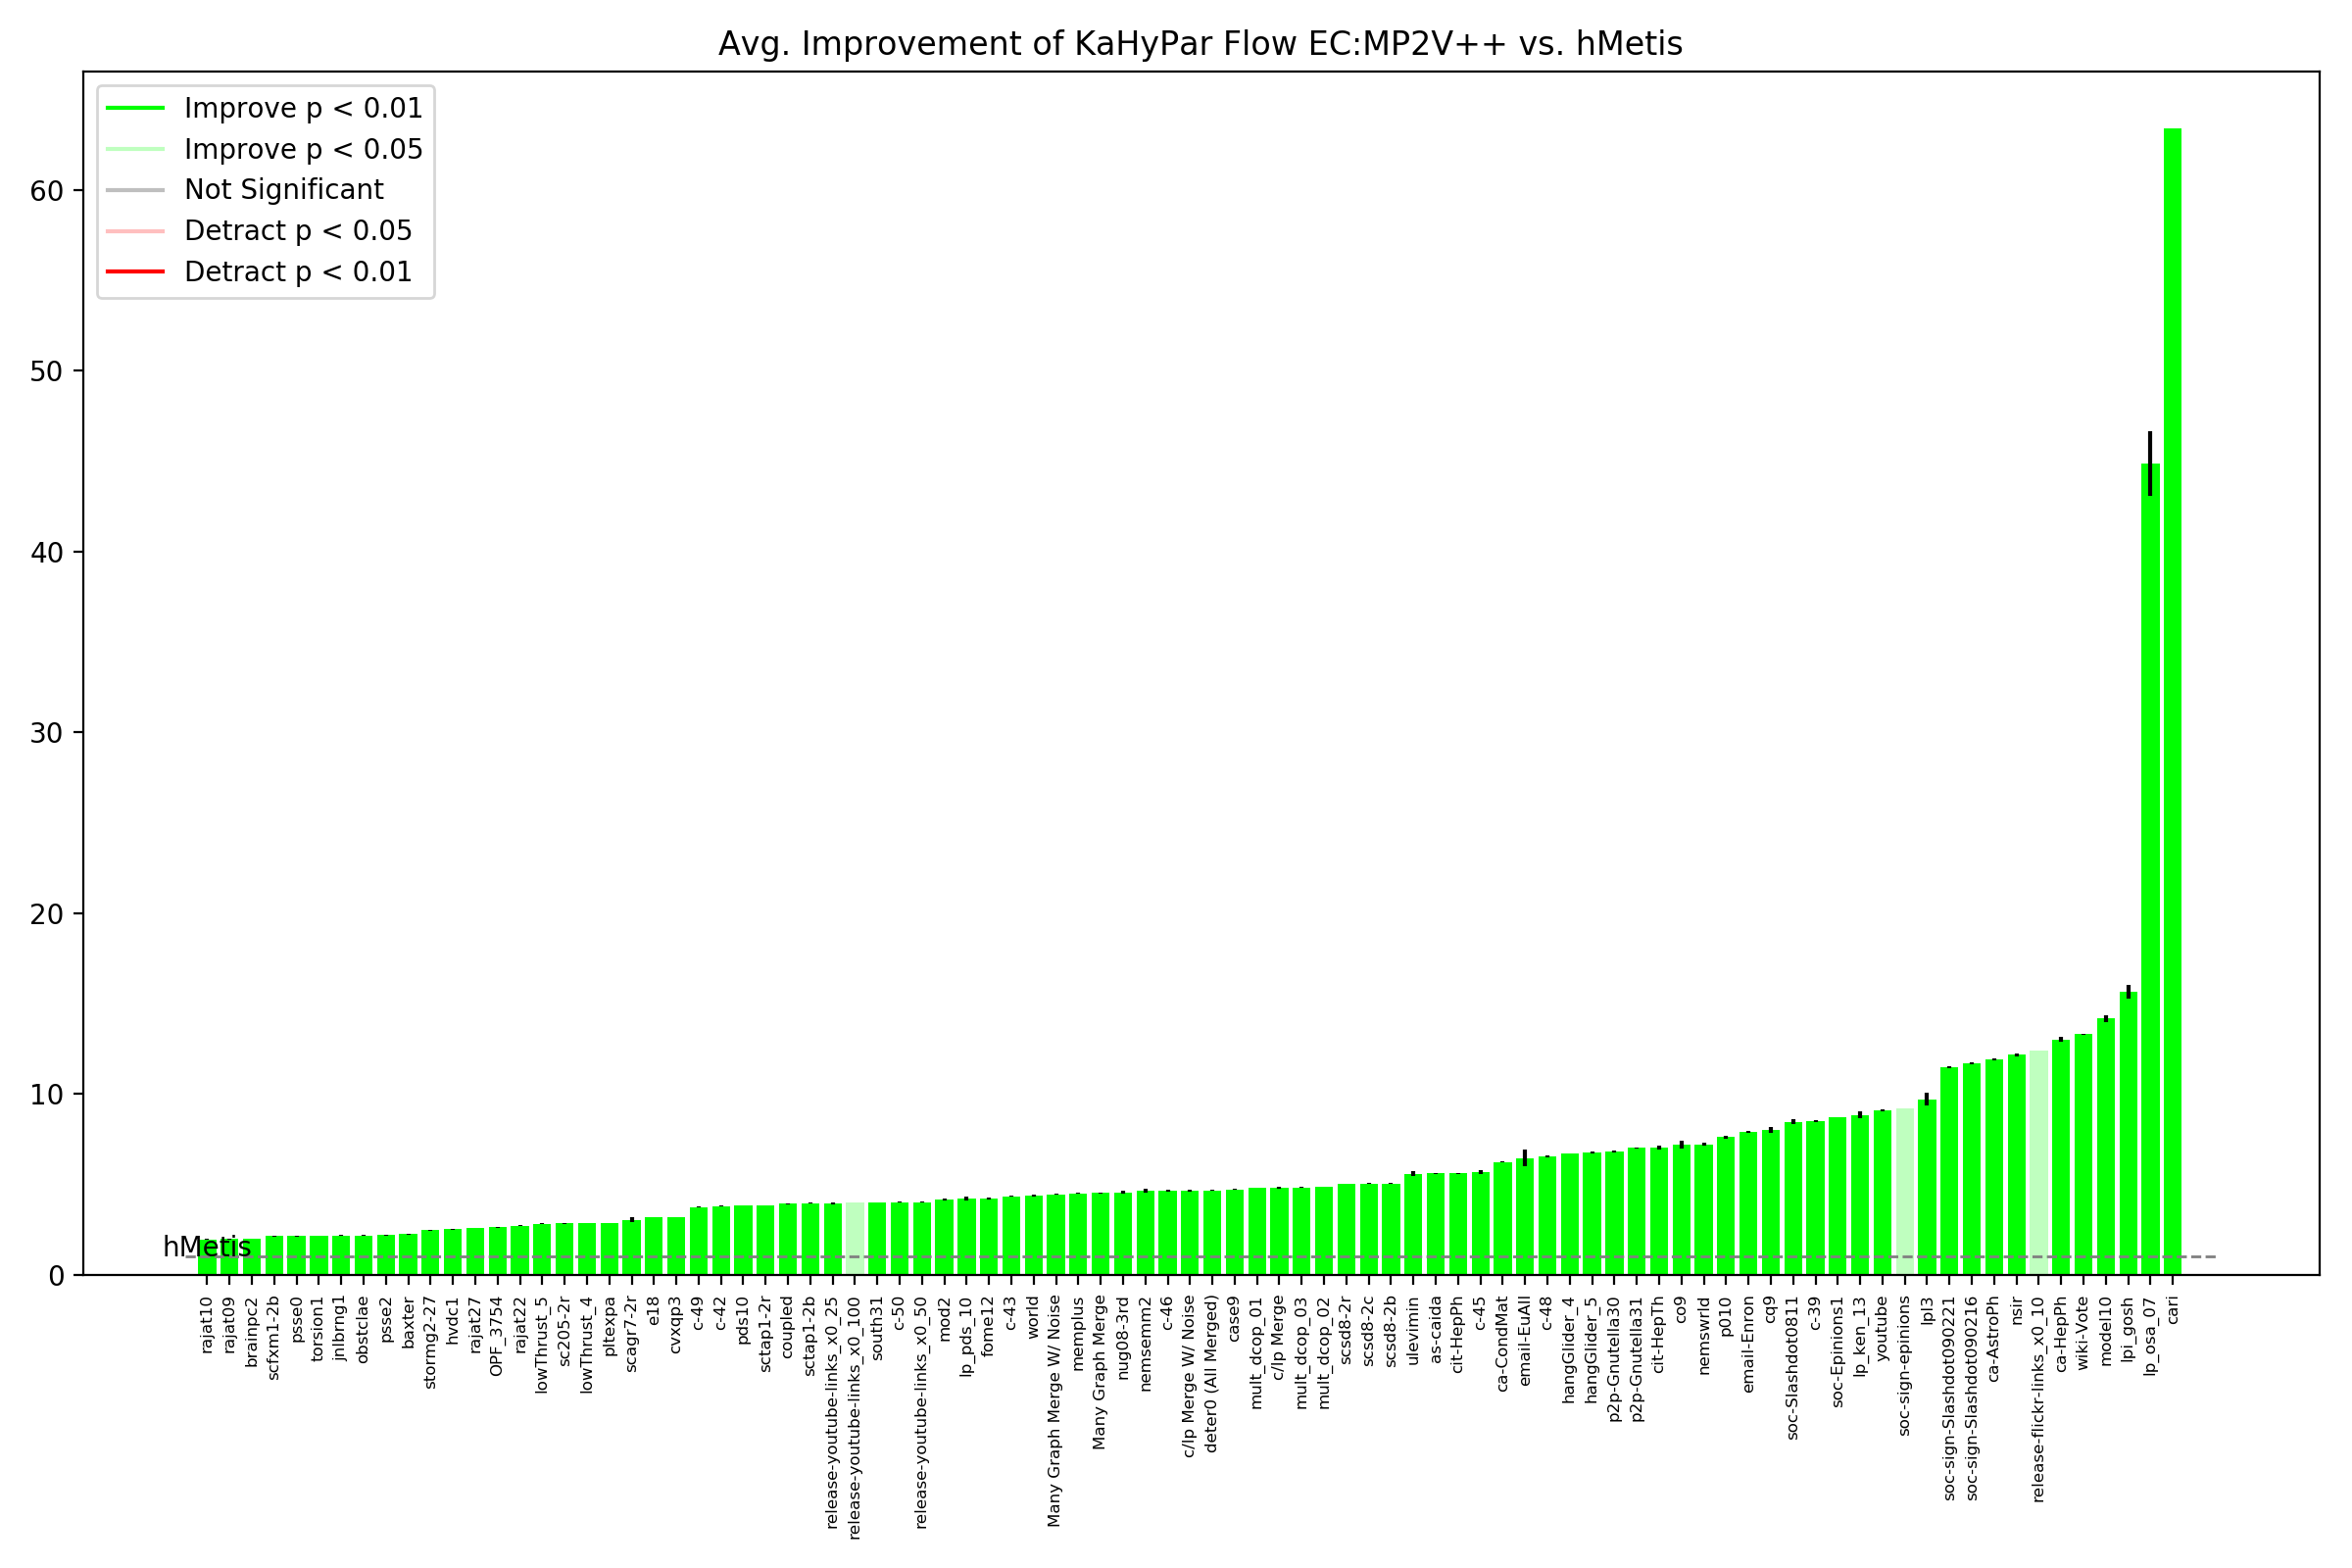 Avg. Improvement of KaHyPar Flow EC:MP2V++ vs. hMetis
Improve p < 0.01
Improve p < 0.05
Not Significant
Detract p < 0.05
Detract p < 0.01
60
50
40
30
20
10
0
hMetis
rajat10
rajat09
brainpc2
scfxm1-2b
psse0
torsion1
jnlbrng1
obstclae
psse2
baxter
stormg2-27
hvdc1
rajat27
OPF_3754
rajat22
lowThrust_5
sc205-2r
lowThrust_4
pltexpa
scagr7-2r
e18
cvxqp3
c-49
c-42
pds10
sctap1-2r
coupled
sctap1-2b
release-youtube-links_x0_25
release-youtube-links_x0_100
south31
c-50
release-youtube-links_x0_50
mod2
lp_pds_10
fome12
c-43
world
Many Graph Merge W/ Noise
memplus
Many Graph Merge
nug08-3rd
nemsemm2
c-46
c/lp Merge W/ Noise
deter0 (All Merged)
case9
mult_dcop_01
c/lp Merge
mult_dcop_03
mult_dcop_02
scsd8-2r
scsd8-2c
scsd8-2b
ulevimin
as-caida
cit-HepPh
c-45
ca-CondMat
email-EuAll
c-48
hangGlider_4
hangGlider_5
p2p-Gnutella30
p2p-Gnutella31
cit-HepTh
co9
nemswrld
p010
email-Enron
cq9
soc-Slashdot0811
c-39
soc-Epinions1
lp_ken_13
youtube
soc-sign-epinions
lpl3
soc-sign-Slashdot090221
soc-sign-Slashdot090216
ca-AstroPh
nsir
release-flickr-links_x0_10
ca-HepPh
wiki-Vote
model10
lpi_gosh
lp_osa_07
cari